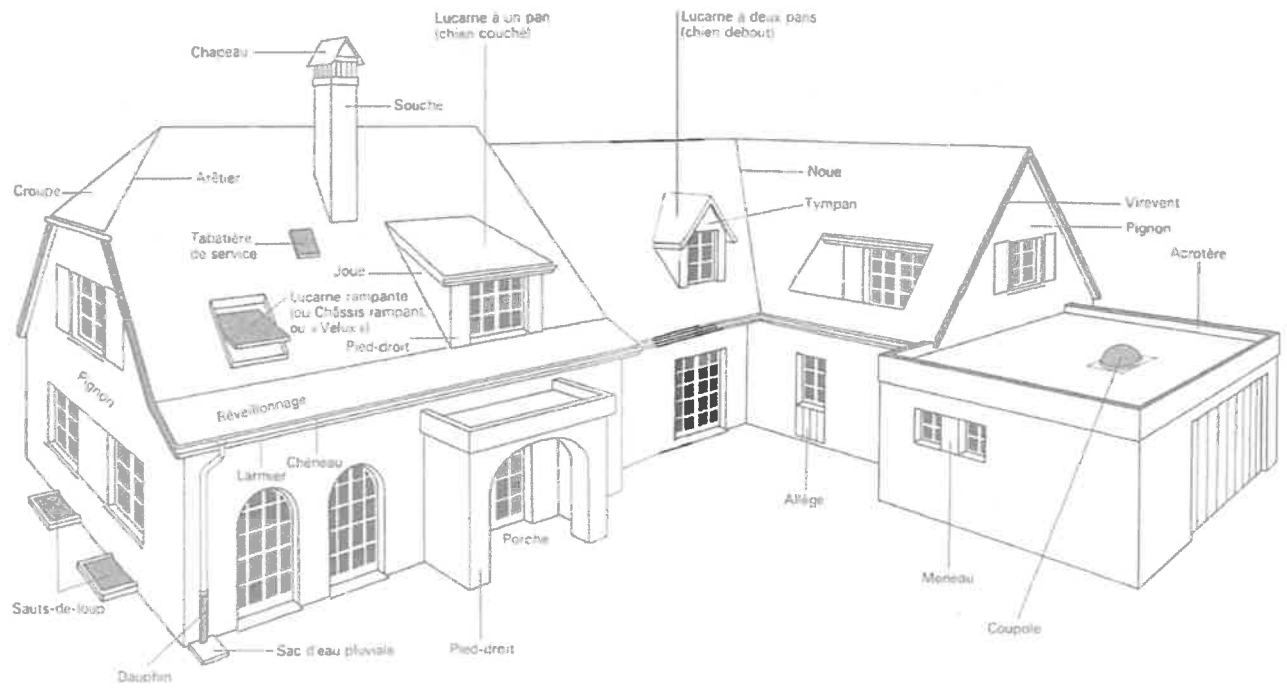 Lucarne à un pan
(chien couché)
Lucarne à deux pans
(chien debout)
Chapeau
Souche
Arêtier
Croupe
Noue
Tympan
Virevent
Pignon
Acrotère
Tabatière
de service
Joue
Lucarne rampante
(ou Châssis rampant,
ou « Velux »)
Pied-droit
Pignon
Réveillonnage
Larmier
Chéneau
Allège
Porche
Meneau
Sauts-de-loup
Coupole
Sac d'eau pluviale
Pied-droit
Dauphin